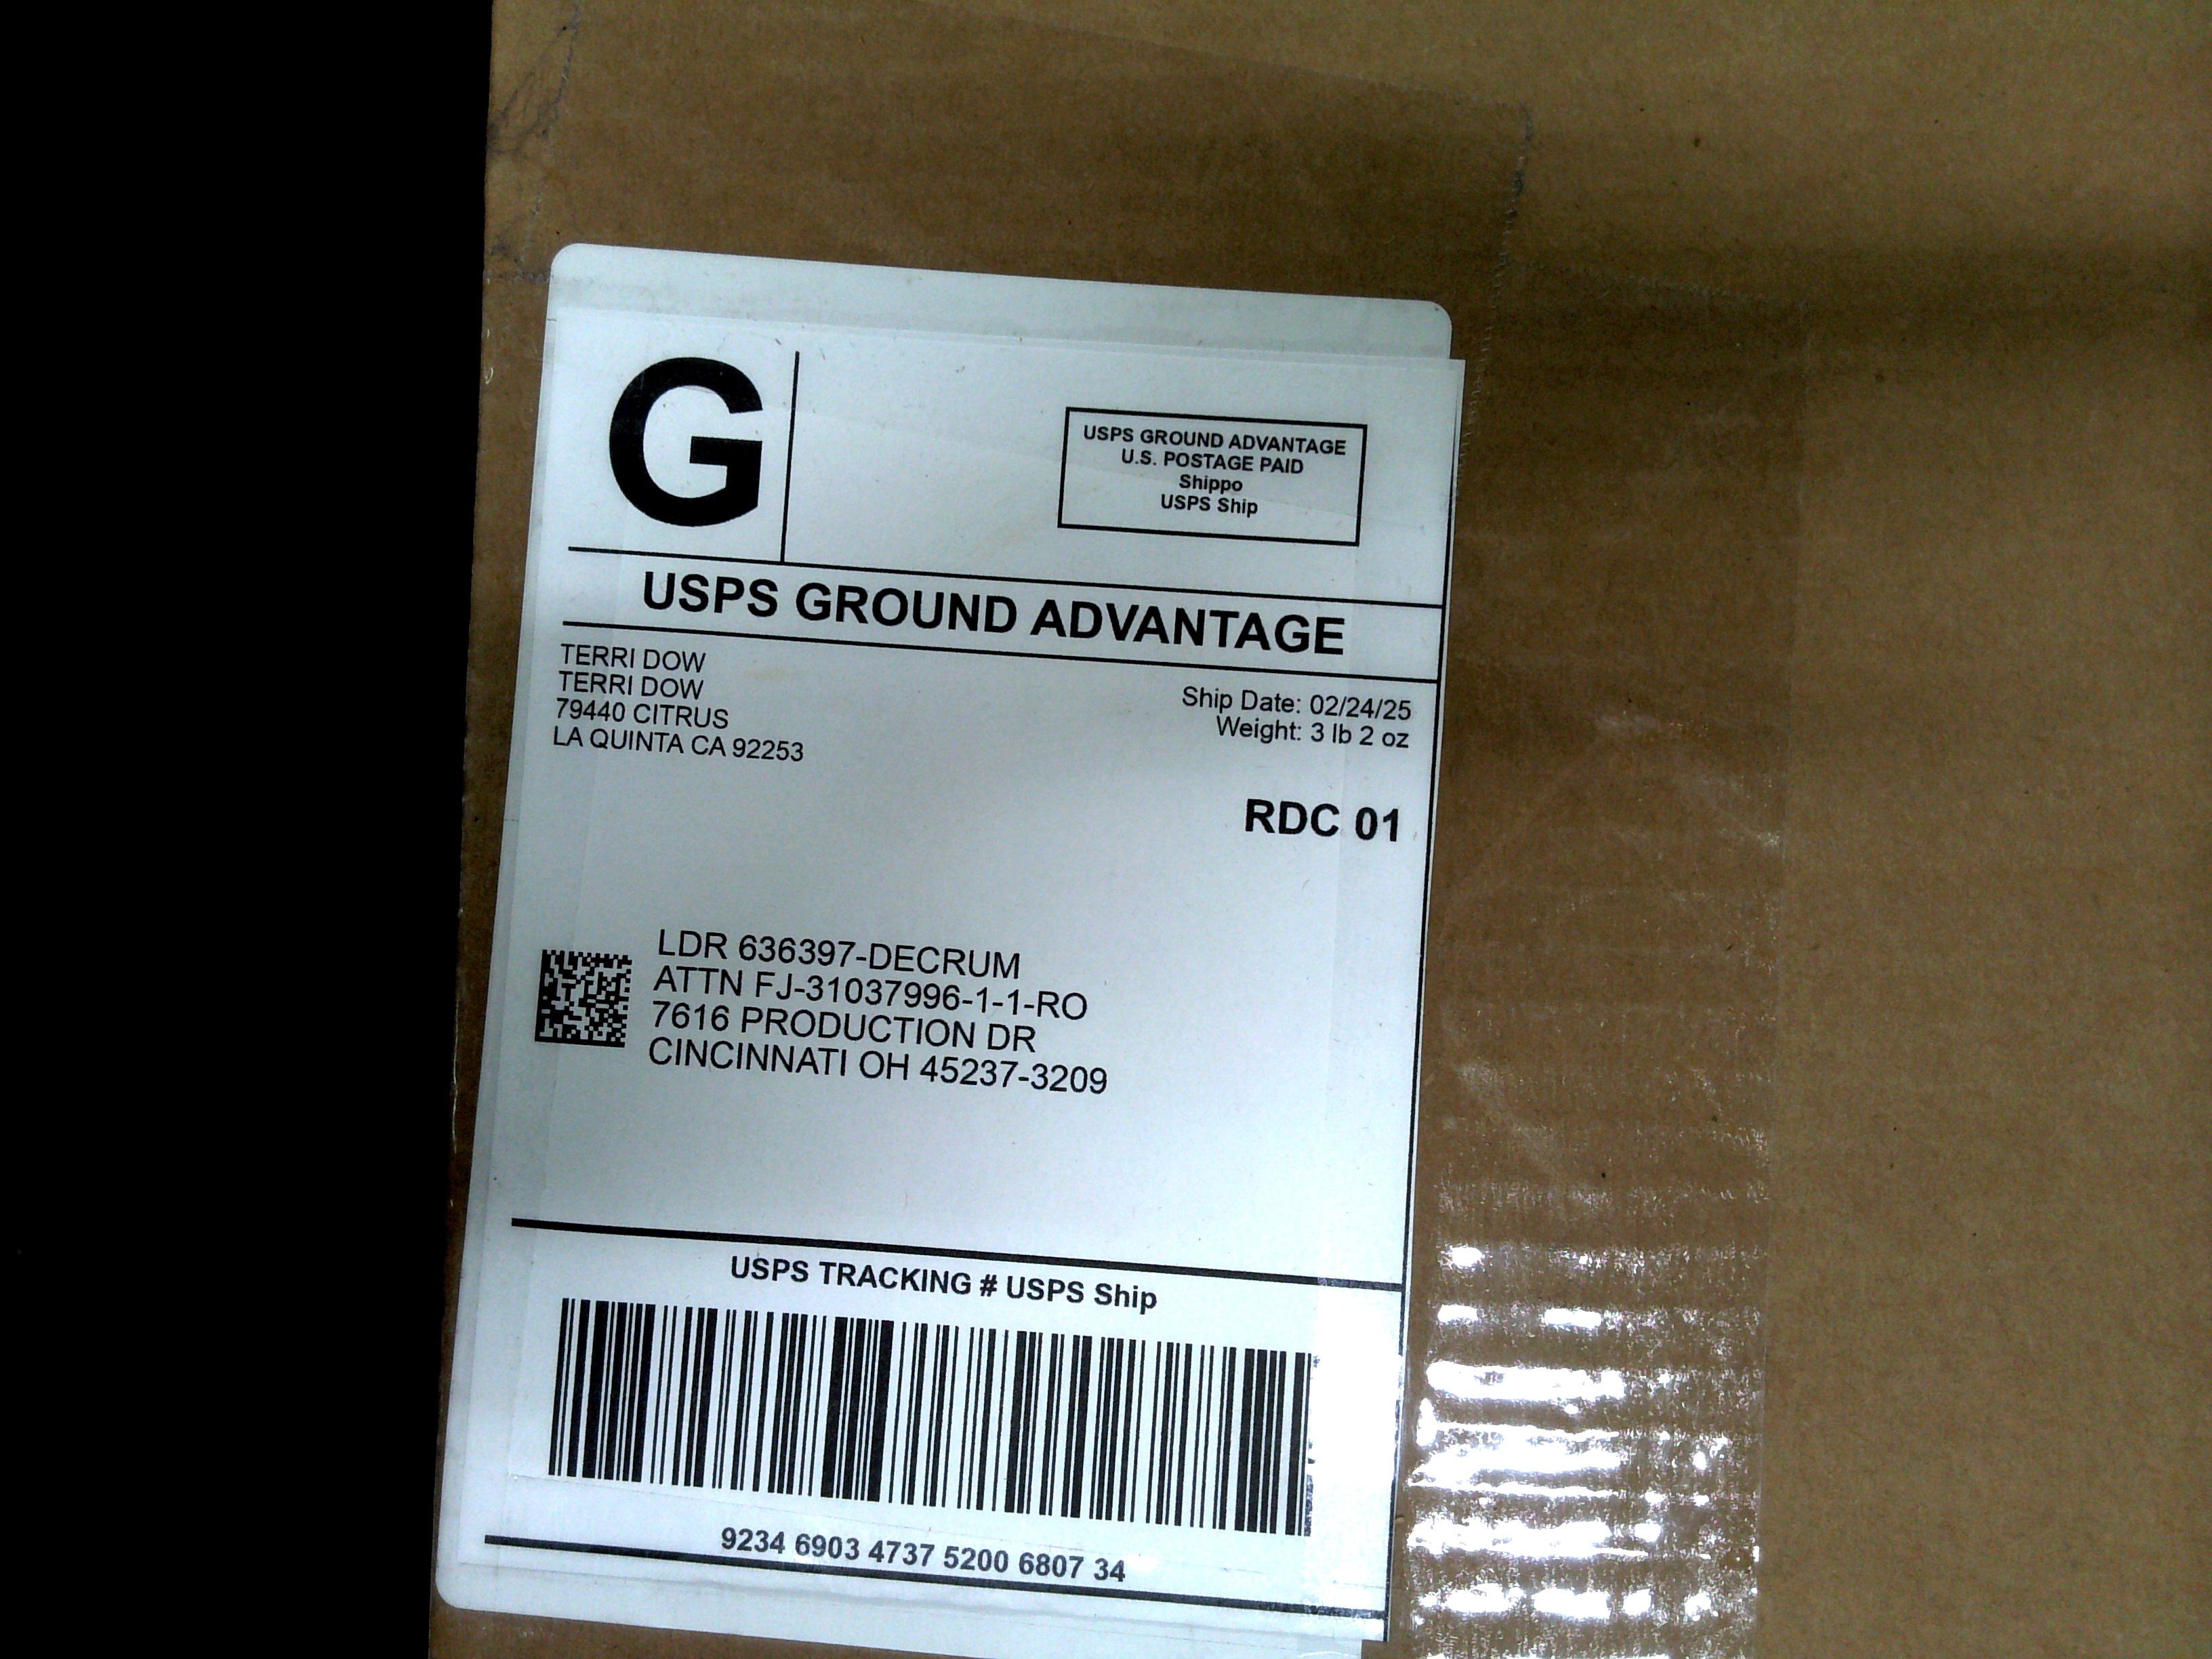 G
USPS GROUND ADVANTAGE
U.S. POSTAGE PAID
Shippo
USPS Ship
USPS GROUND ADVANTAGE
TERRI DOW
TERRI DOW
79440 CITRUS
LA QUINTA CA 92253
Ship Date: 02/24/25
Weight: 3 lb 2 oz
RDC 01
LDR 636397-DECRUM
ATTN FJ-31037996-1-1-RO
7616 PRODUCTION DR
CINCINNATI OH 45237-3209
USPS TRACKING # USPS Ship
9234 6903 4737 5200 6807 34